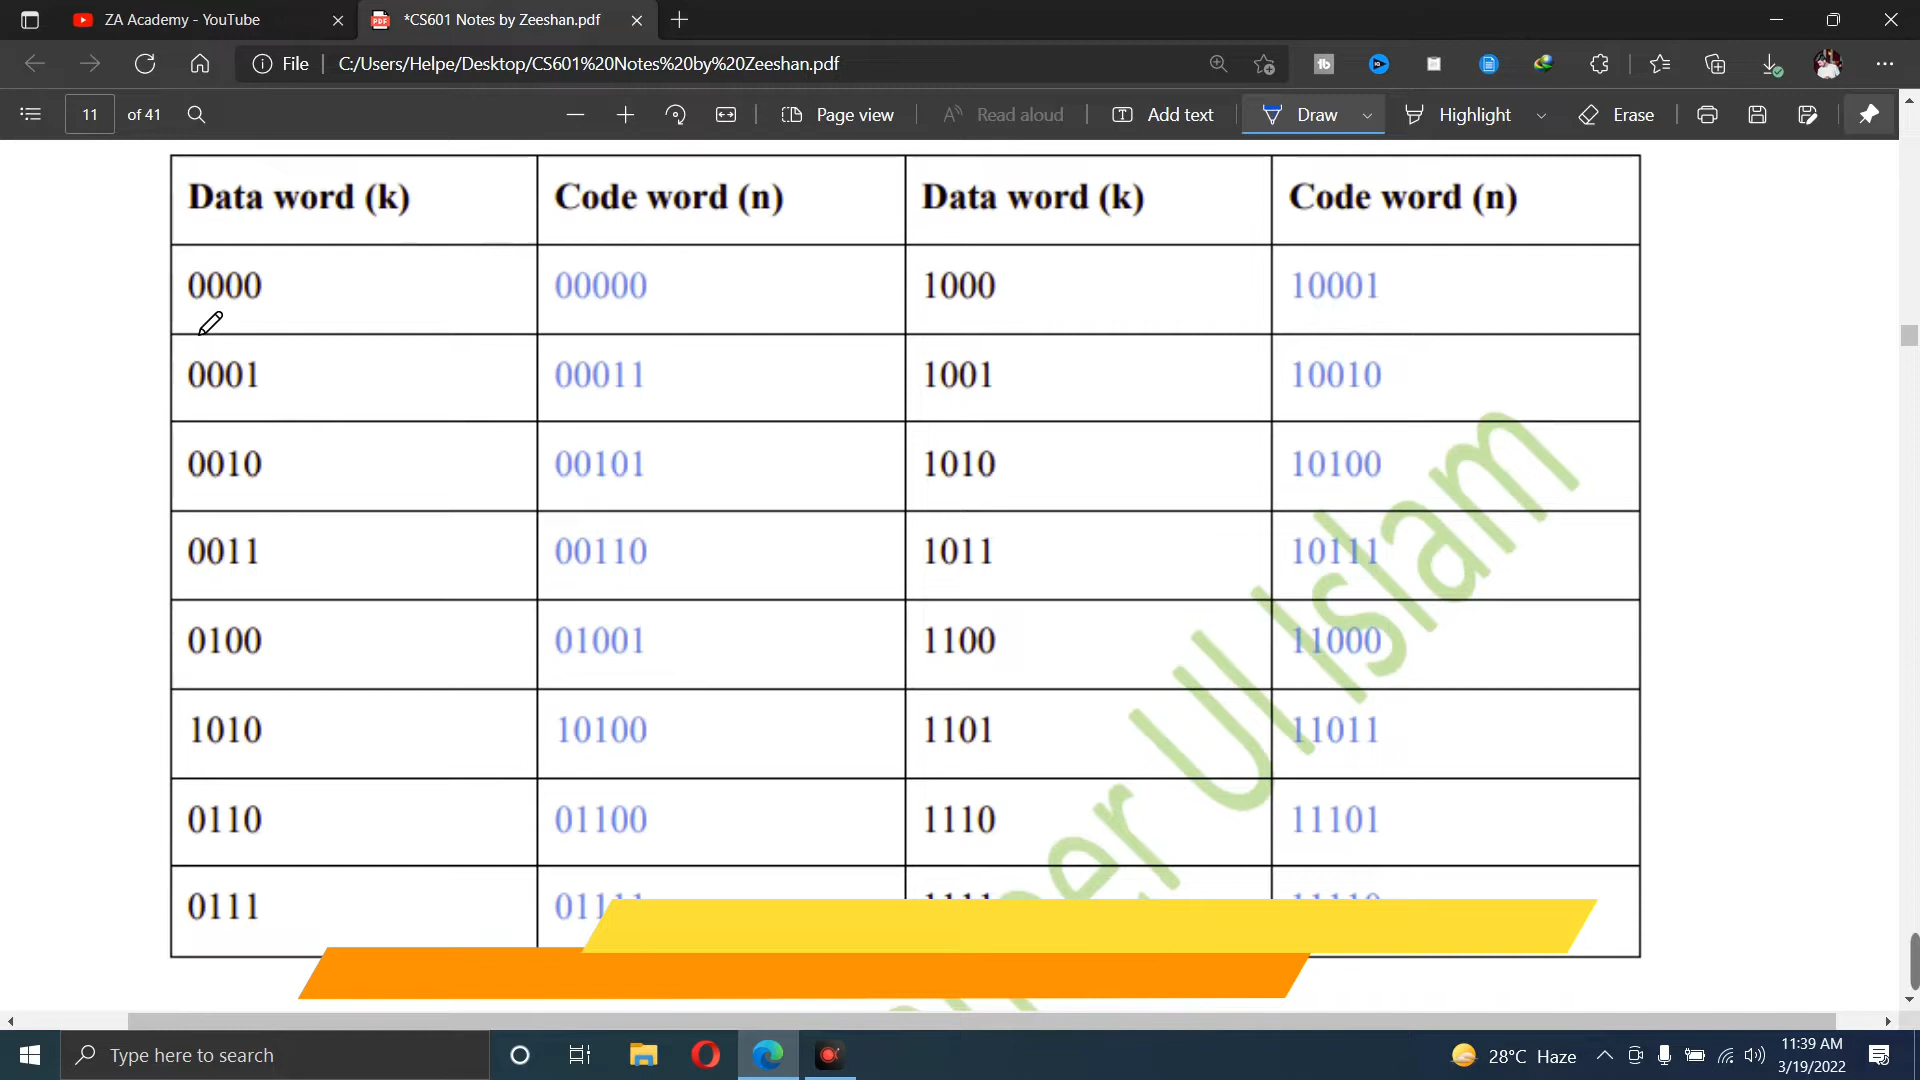 ZA Academy - YouTube
*CS601 Notes by Zeeshan.pdf
File
C:/Users/Helpe/Desktop/CS601%20Notes%20by%20Zeeshan.pdf
11 of 41
Page view
Read aloud
Add text
Draw
Highlight
Erase
Data word (k) Code word (n) Data word (k) Code word (n)
0000 00000 1000 10001
0001 00011 1001 10010
0010 00101 1010 10100
0011 00110 1011 10111
0100 01001 1100 11000
1010 10100 1101 11011
0110 01100 1110 11101
0111
Ul Islam
Type here to search
28°C Haze
11:39 AM
3/19/2022